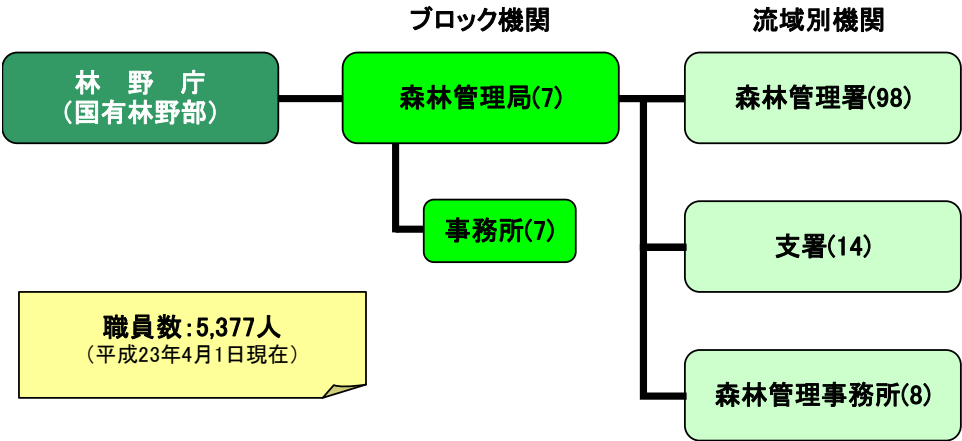 ブロック機関
流域別機関
林 野 庁
(国有林野部)
森林管理局(7)
森林管理署(98)
事務所(7)
支署(14)
職員数:5,377人
(平成23年4月1日現在)
森林管理事務所(8)